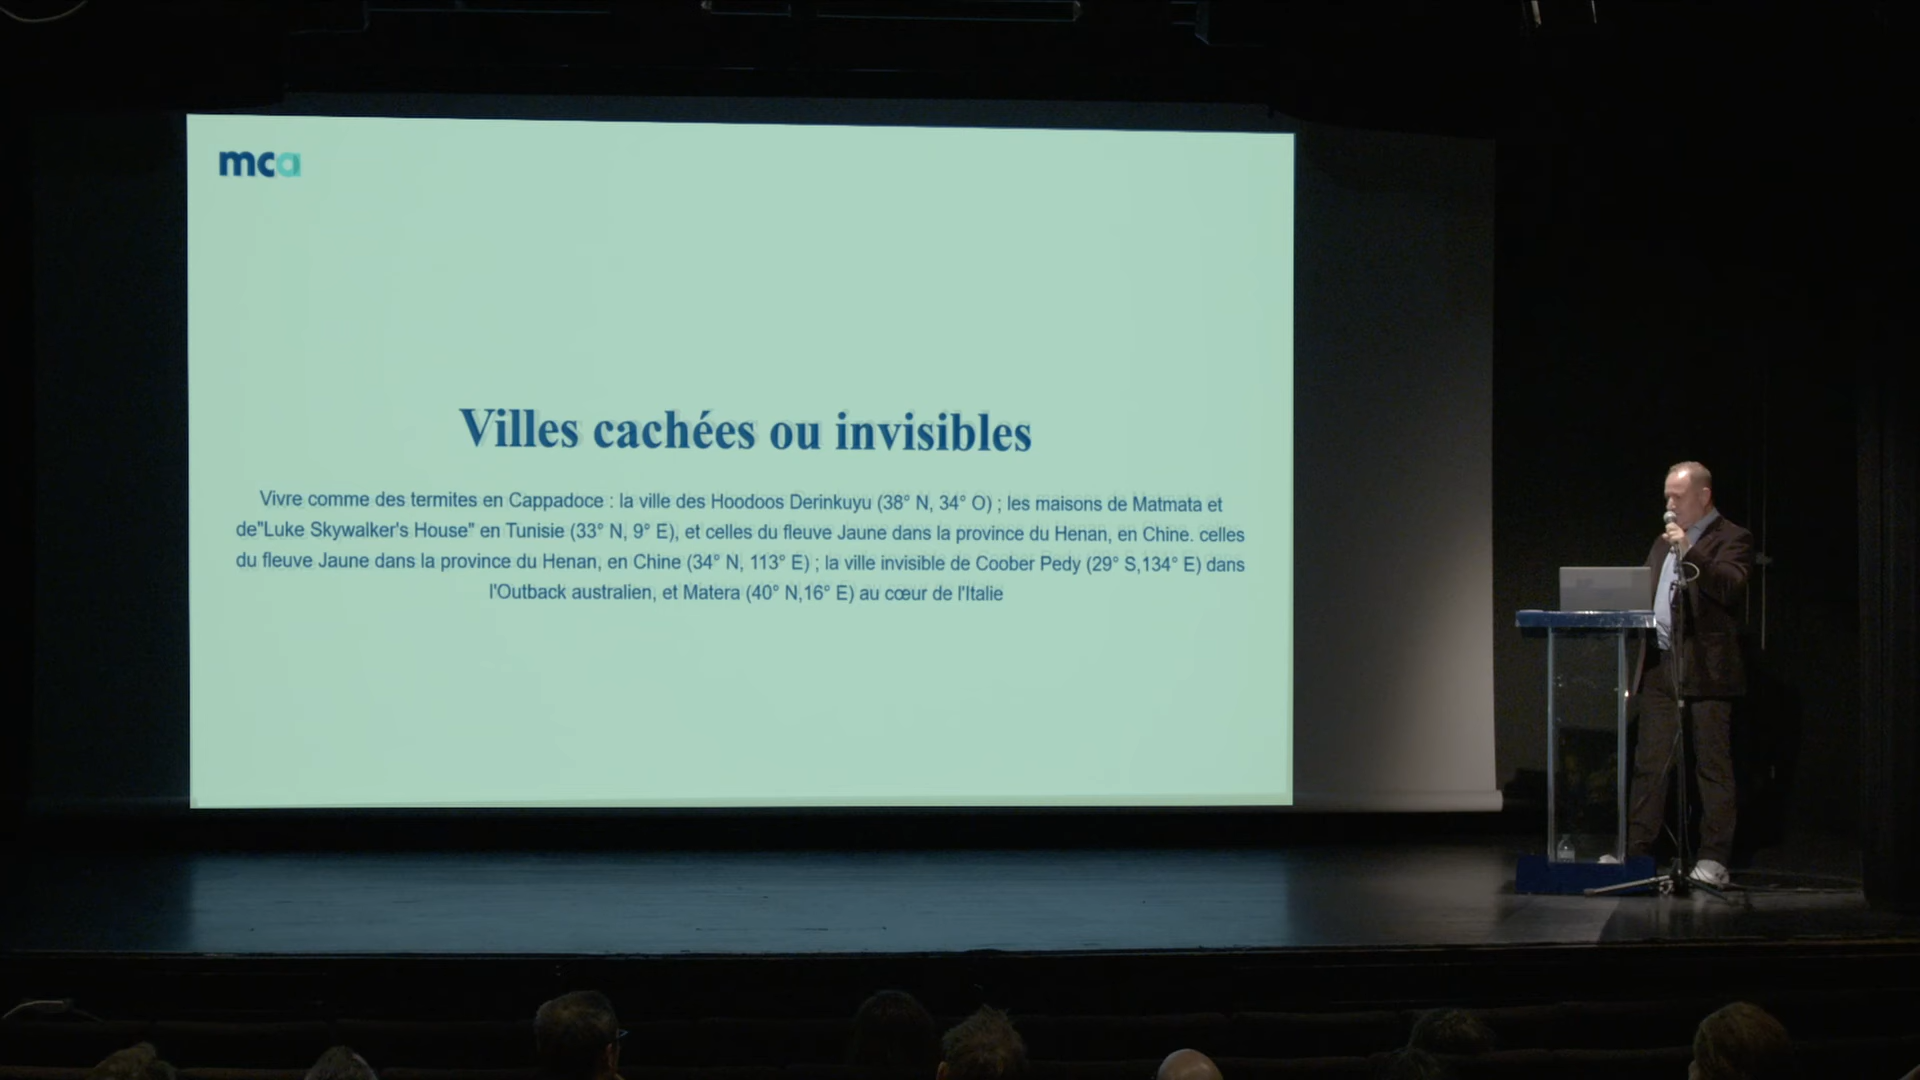 mca
Villes cachées ou invisibles
Vivre comme des termites en Cappadoce : la ville des Hoodoos Derinkuyu (38° N, 34° O) ; les maisons de Matmata et
de"Luke Skywalker's House" en Tunisie (33° N, 9° E), et celles du fleuve Jaune dans la province du Henan, en Chine. celles
du fleuve Jaune dans la province du Henan, en Chine (34° N, 113° E) ; la ville invisible de Coober Pedy (29° S,134° E) dans
l'Outback australien, et Matera (40° N,16° E) au cœur de l'Italie